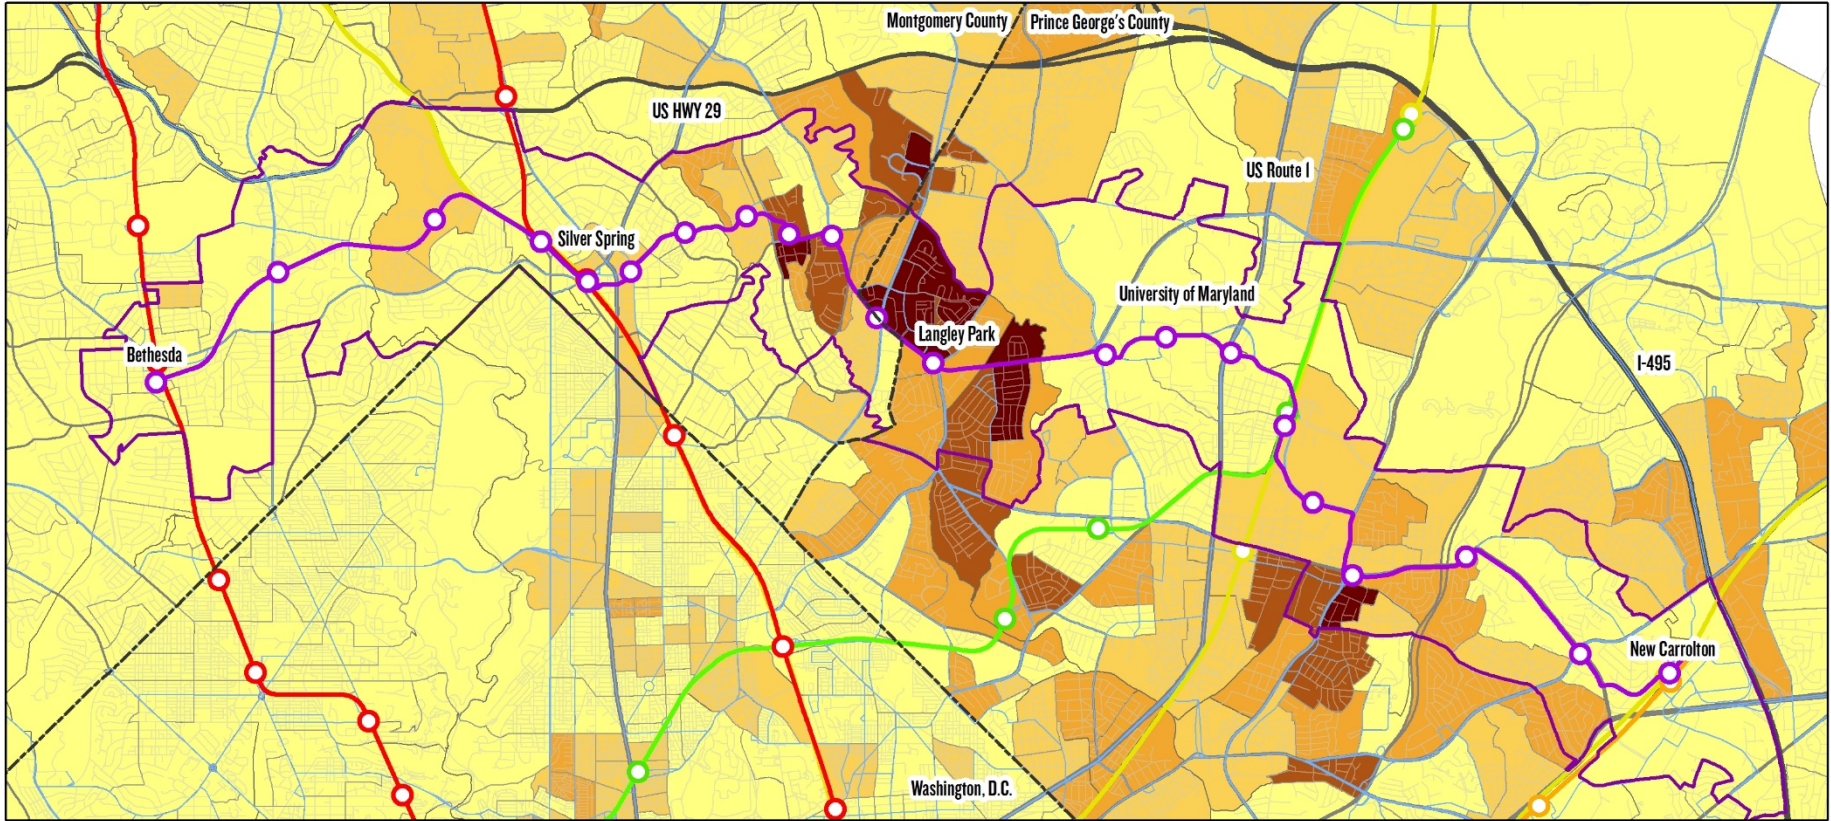 Montgomery County
Prince George's County
US HWY 29
US Route 1
Silver Spring
University of Maryland
Langley Park
Bethesda
I-495
New Carrolton
Washington, D.C.